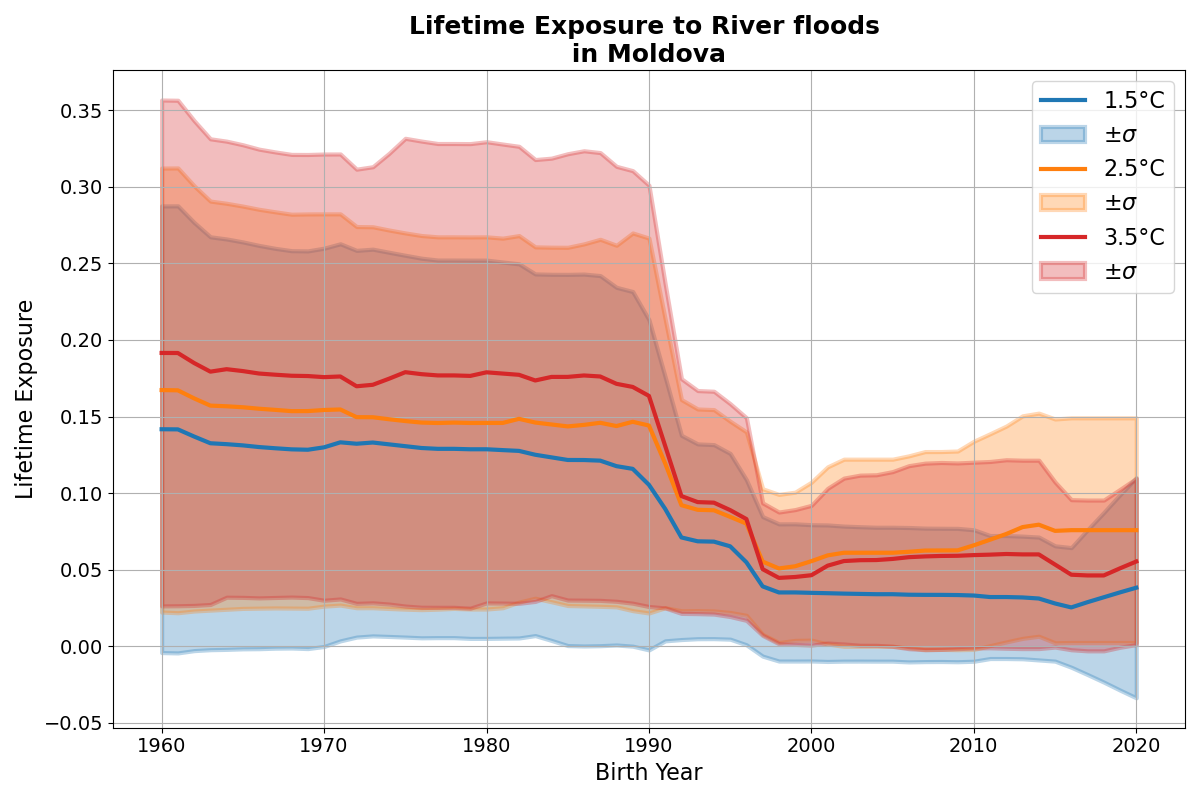 Lifetime Exposure to River floods
in Moldova
Lifetime Exposure
0.35
0.30
0.25
0.20
0.15
0.10
0.05
0.00
−0.05
1960
1970
1980
1990
2000
2010
2020
Birth Year
1.5°C
±σ
2.5°C
±σ
3.5°C
±σ